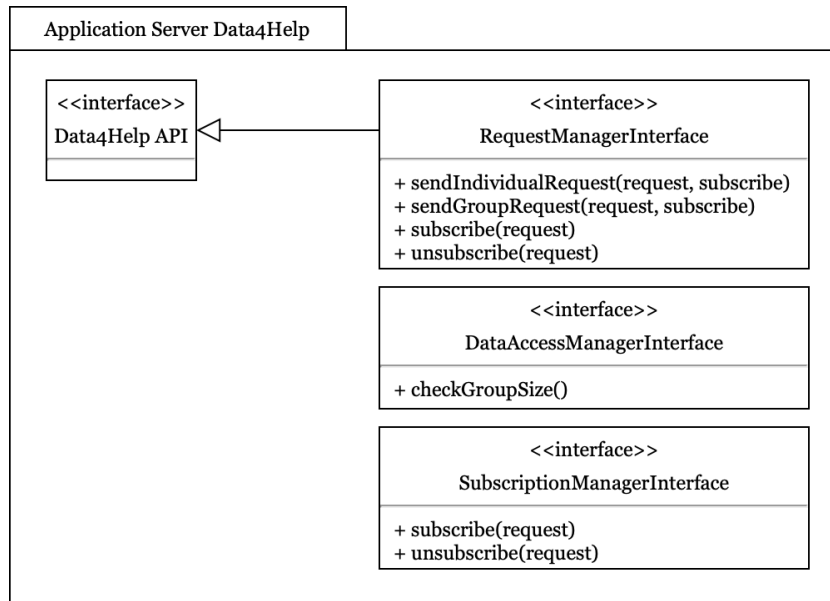 Application Server Data4Help
<<interface>>
Data4Help API
<<interface>>
RequestManagerInterface
+ sendIndividualRequest(request, subscribe)
+ sendGroupRequest(request, subscribe)
+ subscribe(request)
+ unsubscribe(request)
<<interface>>
DataAccessManagerInterface
+ checkGroupSize()
<<interface>>
SubscriptionManagerInterface
+ subscribe(request)
+ unsubscribe(request)